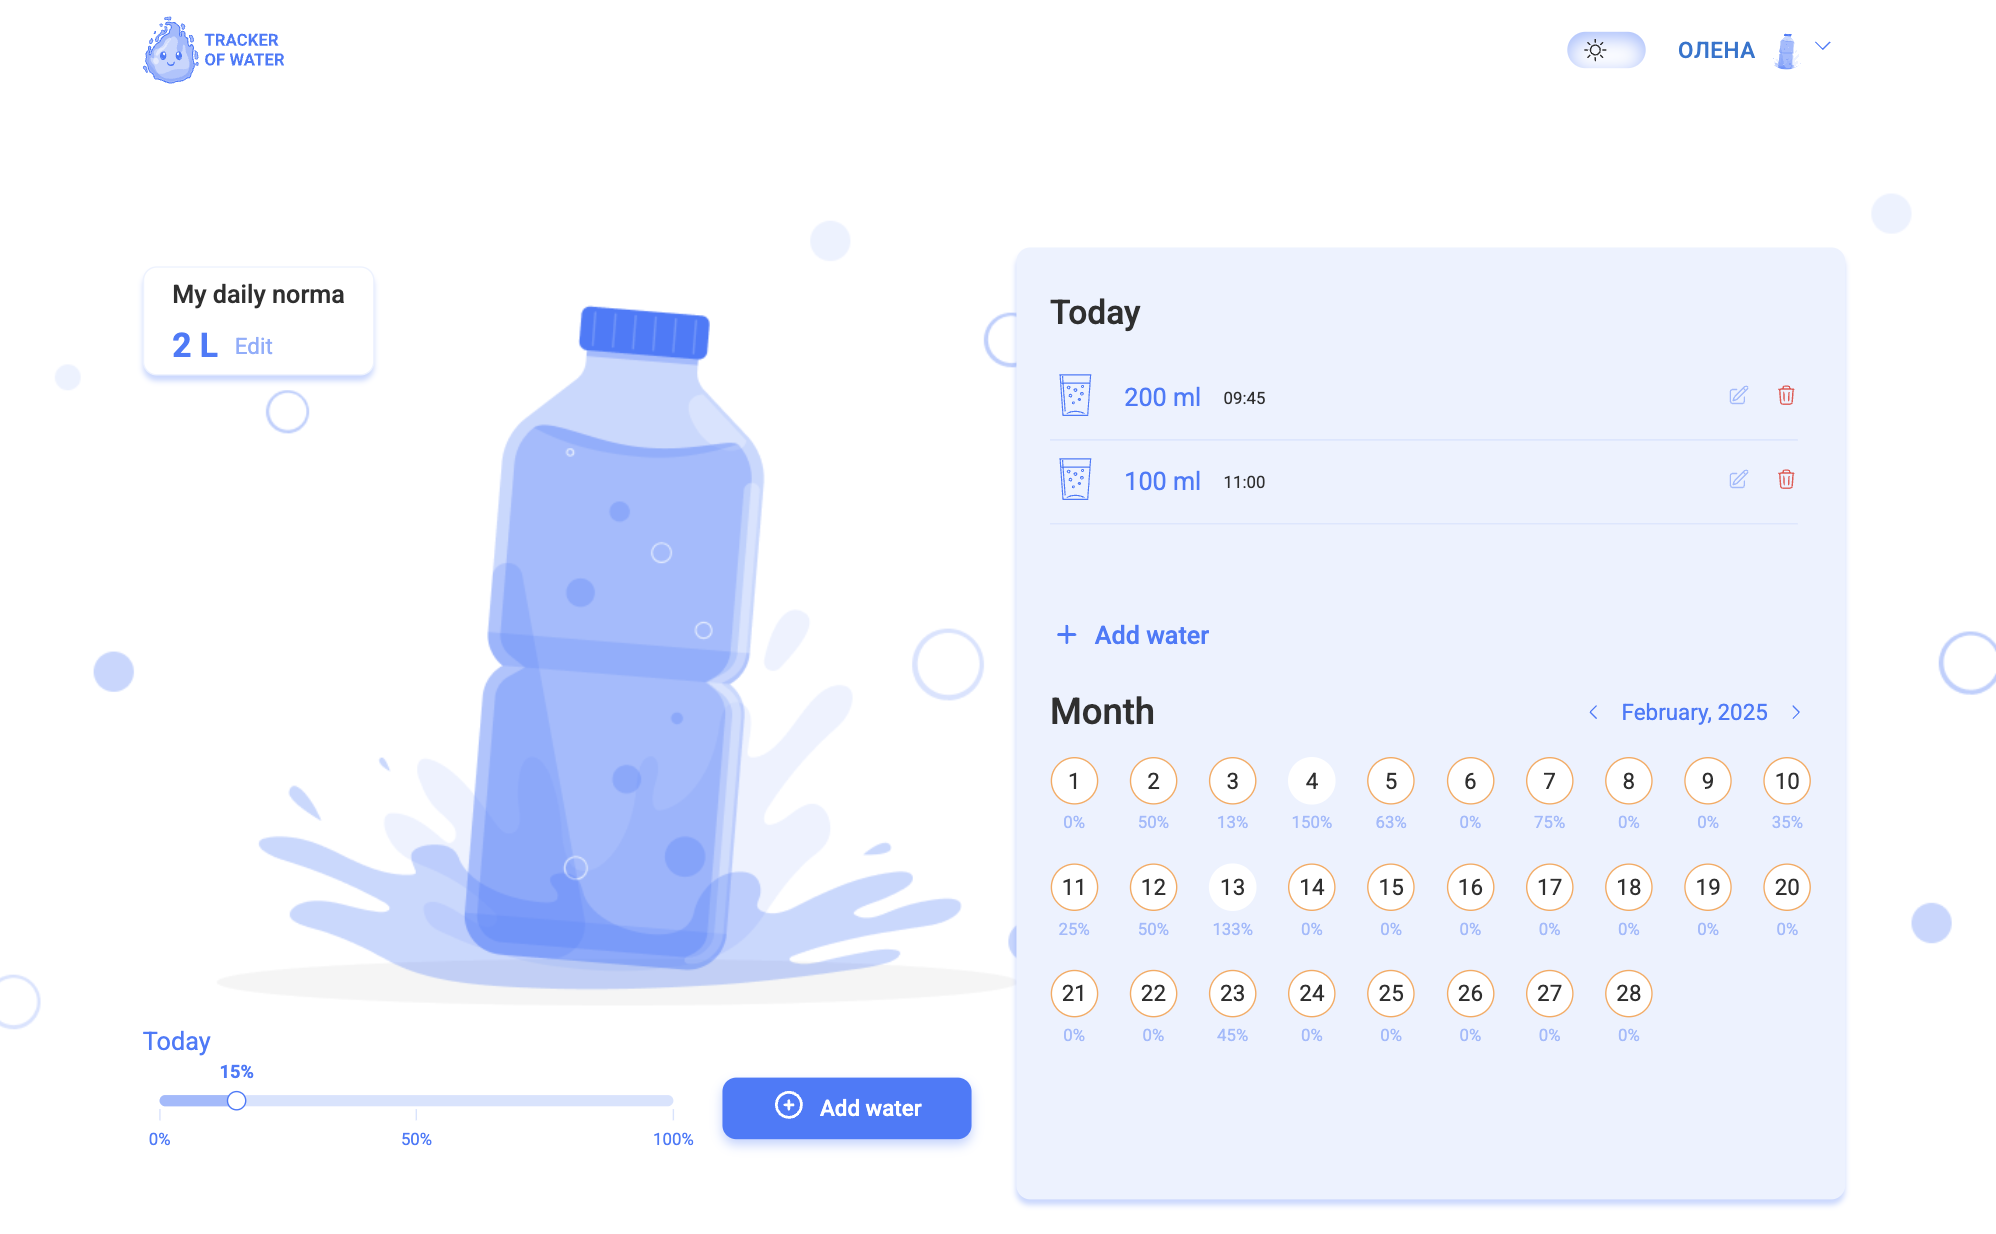 TRACKER
OF WATER
ОЛЕНА
My daily norma
2 L Edit
Today
200 ml 09:45
100 ml 11:00
+ Add water
Month
February, 2025
1 2 3 4 5 6 7 8 9 10
0% 50% 13% 150% 63% 0% 75% 0% 0% 35%
11 12 13 14 15 16 17 18 19 20
25% 50% 133% 0% 0% 0% 0% 0% 0% 0%
21 22 23 24 25 26 27 28
0% 0% 45% 0% 0% 0% 0% 0%
Today
15%
0% 50% 100%
Add water